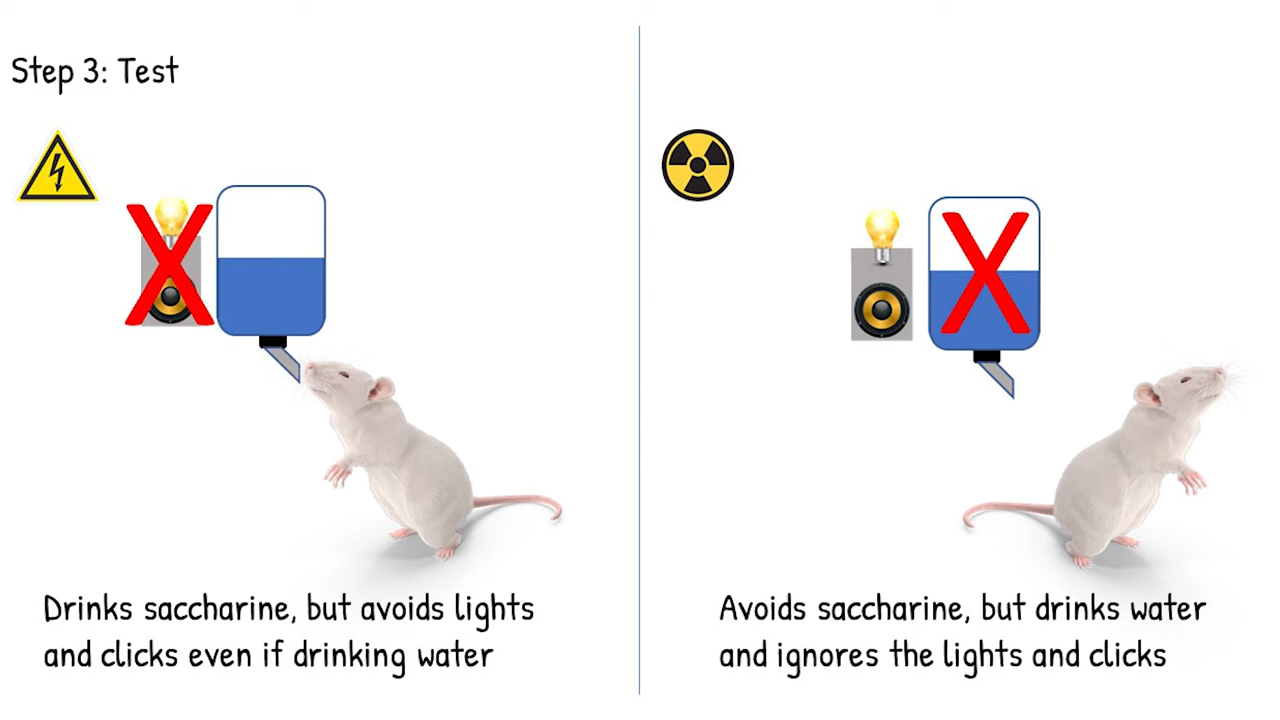 Step 3: Test
Drinks saccharine, but avoids lights
and clicks even if drinking water
Avoids saccharine, but drinks water
and ignores the lights and clicks